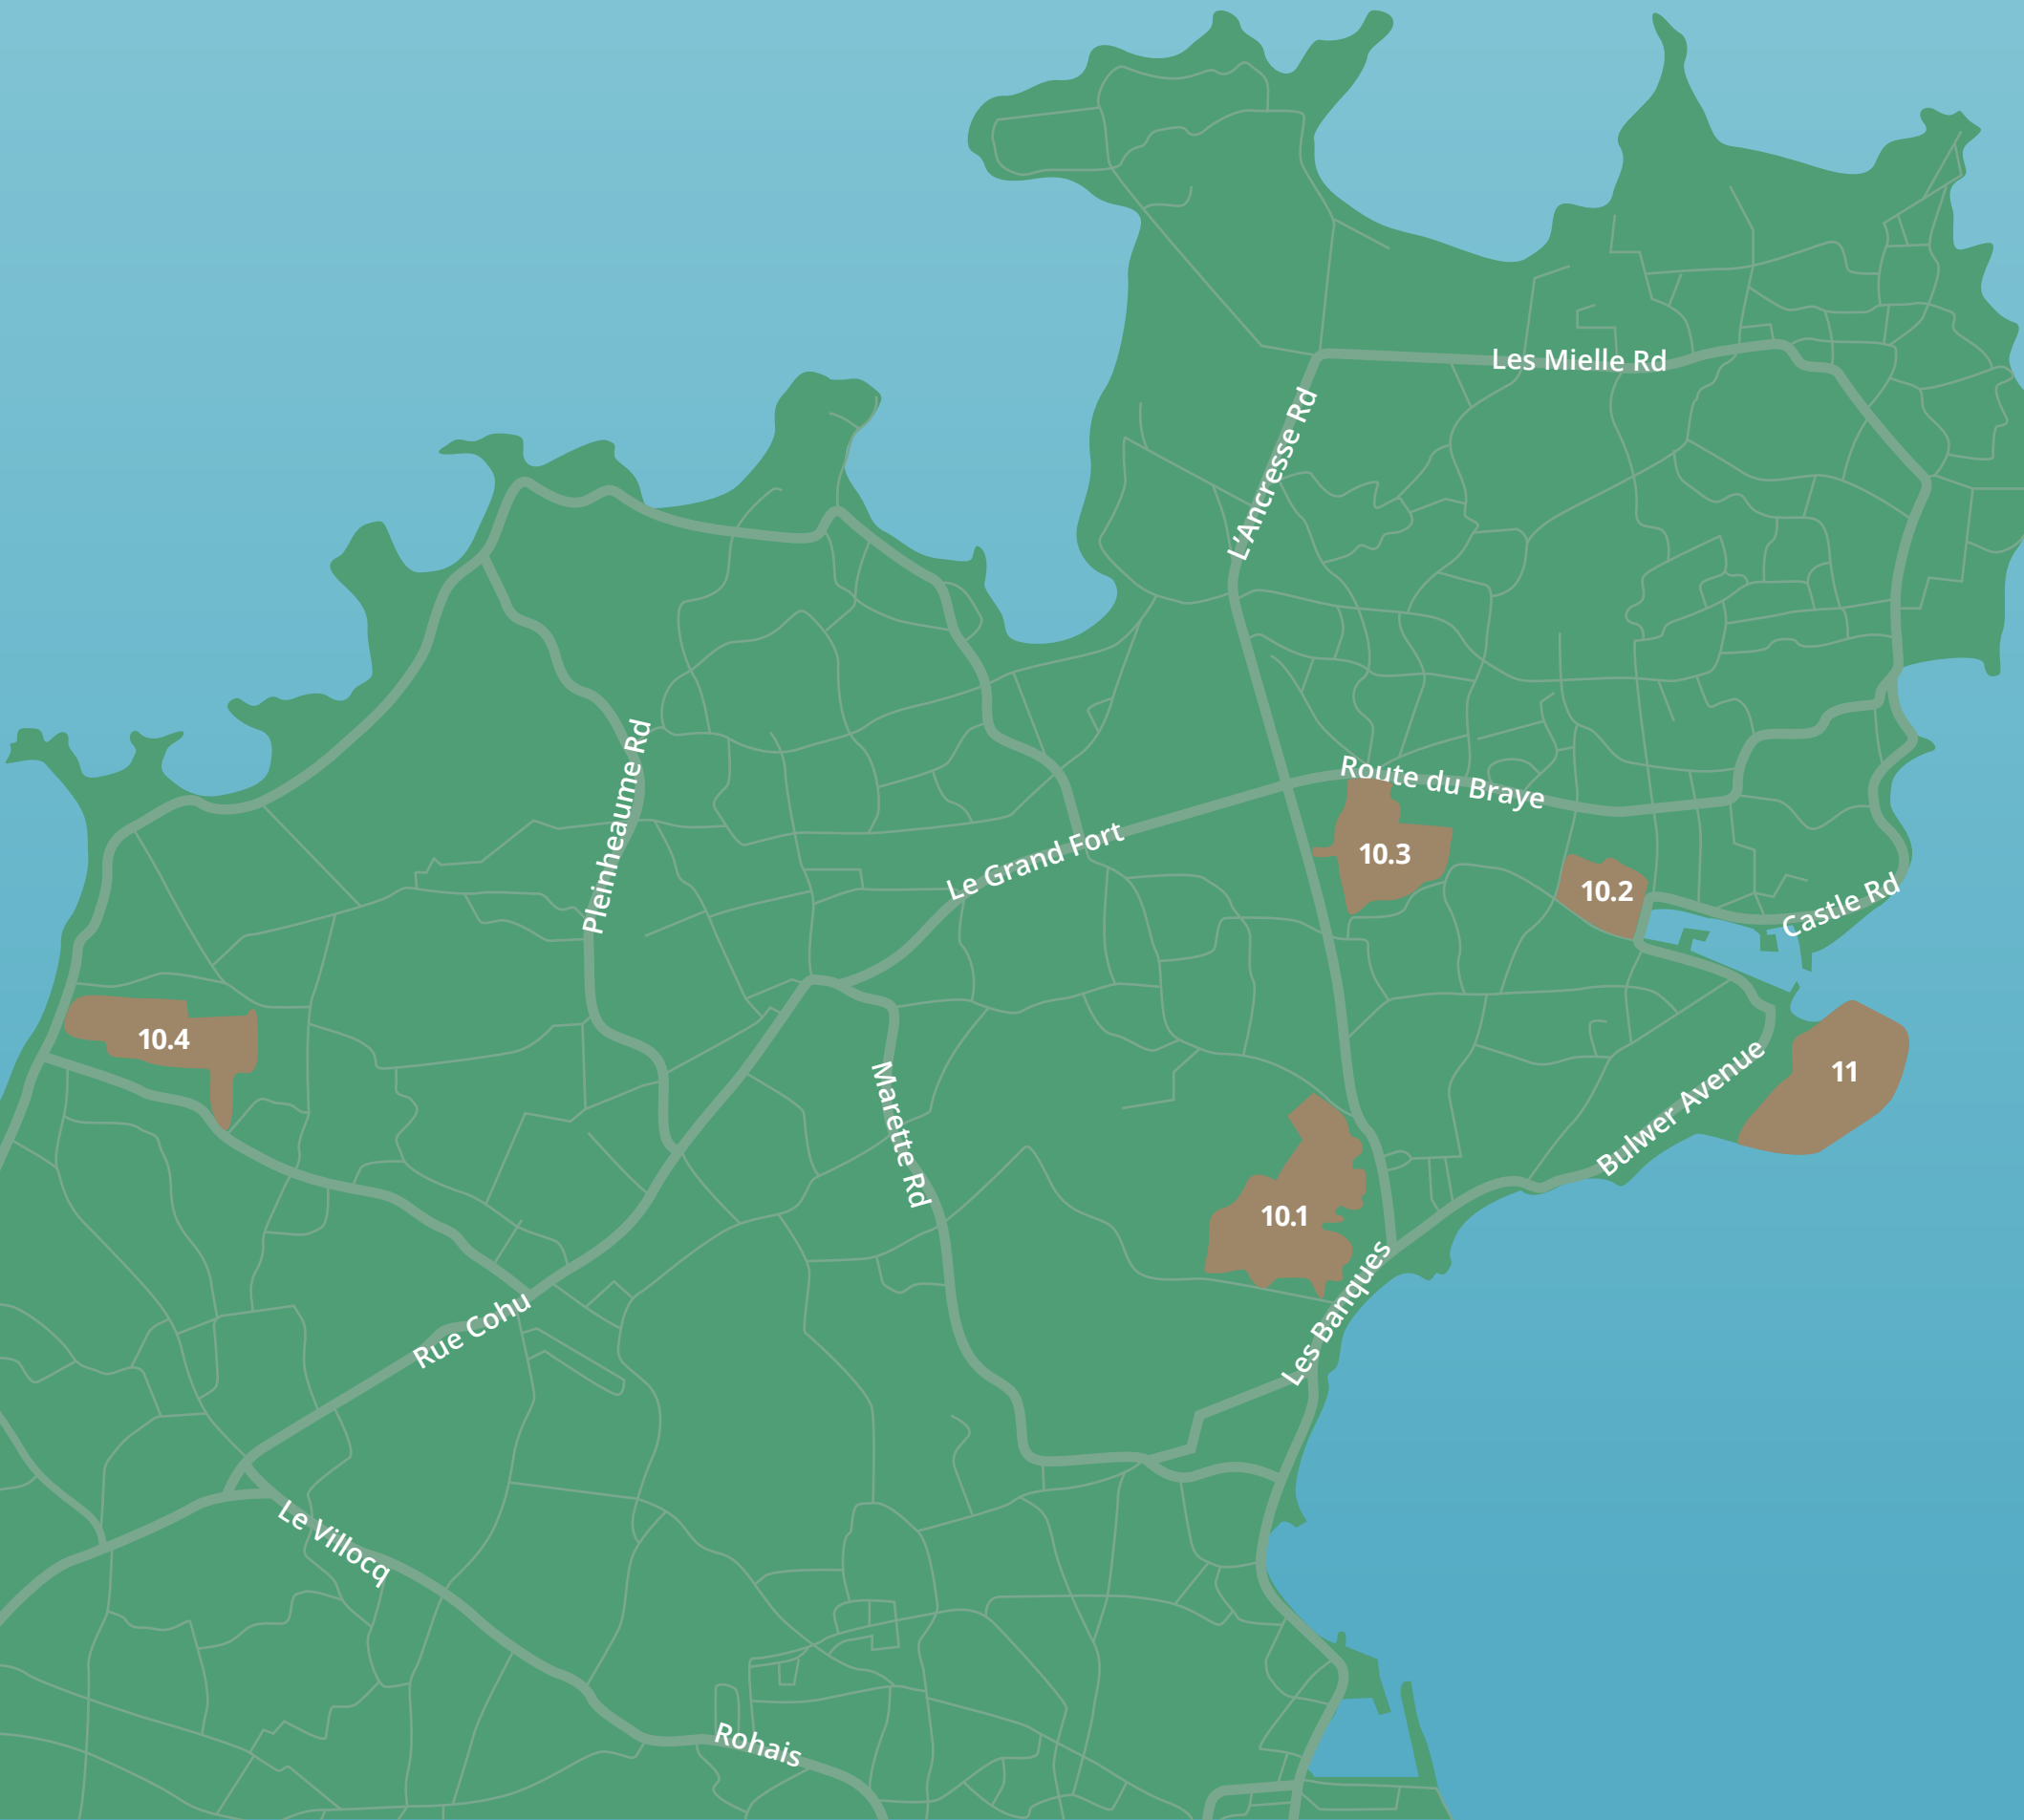 Les Mielle Rd
L'Ancresse Rd
Pleinheaume Rd
Route du Braye
Le Grand Fort
10.3
10.2
Castle Rd
10.4
11
Marette Rd
Bulwer Avenue
10.1
Les Banques
Rue Cohu
Le Villocq
Rohais